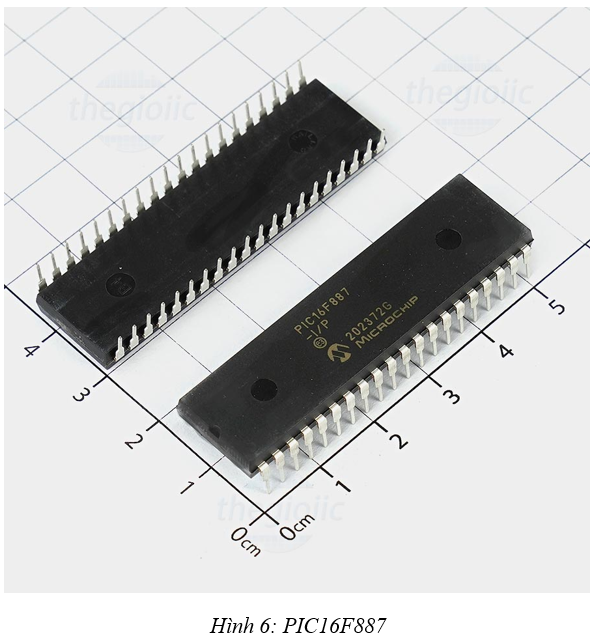 thegioiic
thegioiic
PIC16F887
-I/P
202372G
MICROCHIP
5
4
4
3
3
2
2
1
1
thegioiic
0cm
0cm
Hình 6: PIC16F887